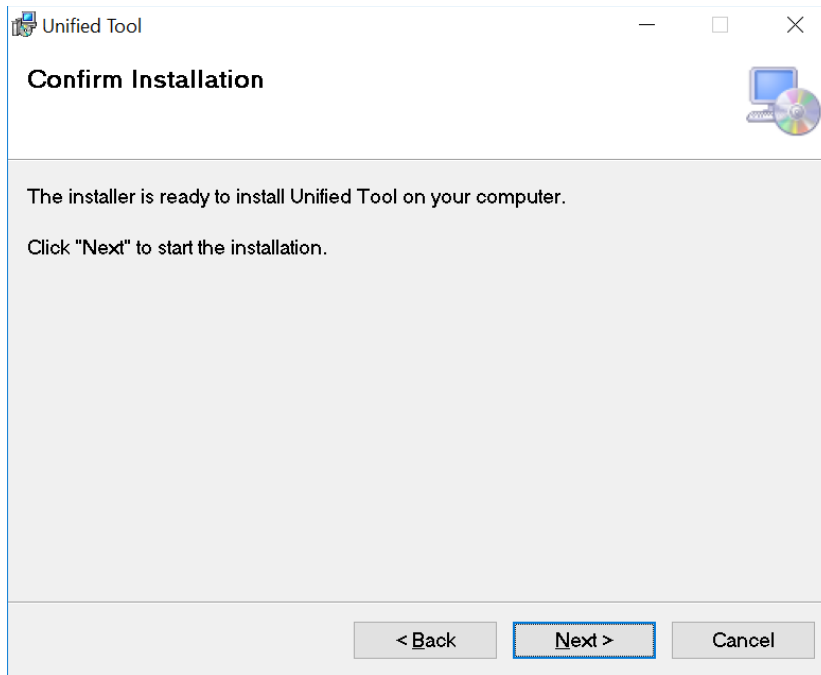 Unified Tool
Confirm Installation
The installer is ready to install Unified Tool on your computer.
Click "Next" to start the installation.
< Back
Next >
Cancel